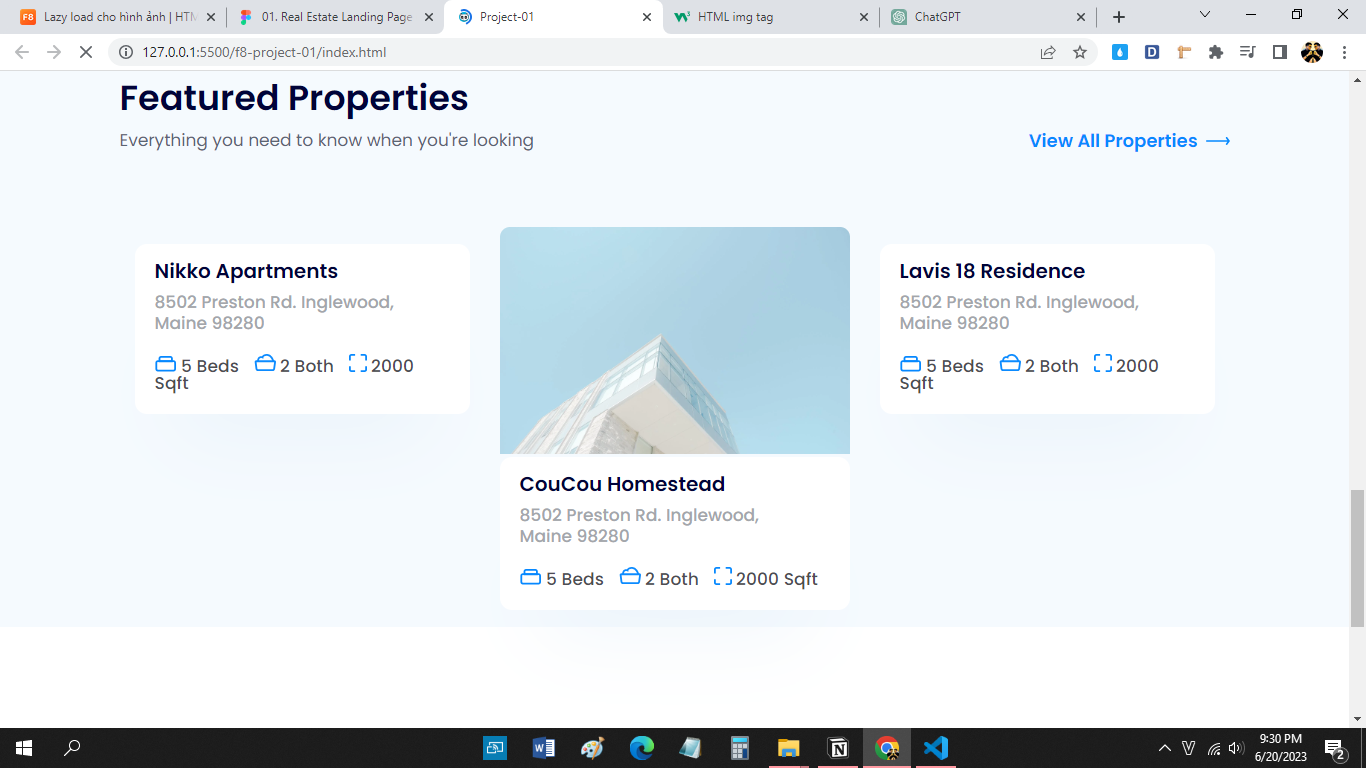 F8 Lazy load cho hình ảnh | HTM
01. Real Estate Landing Page
Project-01
HTML img tag
ChatGPT
127.0.0.1:5500/f8-project-01/index.html
Featured Properties
Everything you need to know when you're looking
View All Properties
Nikko Apartments
8502 Preston Rd. Inglewood,
Maine 98280
5 Beds 2 Both 2000
Sqft
CouCou Homestead
8502 Preston Rd. Inglewood,
Maine 98280
5 Beds 2 Both 2000 Sqft
Lavis 18 Residence
8502 Preston Rd. Inglewood,
Maine 98280
5 Beds 2 Both 2000
Sqft
9:30 PM
6/20/2023
2